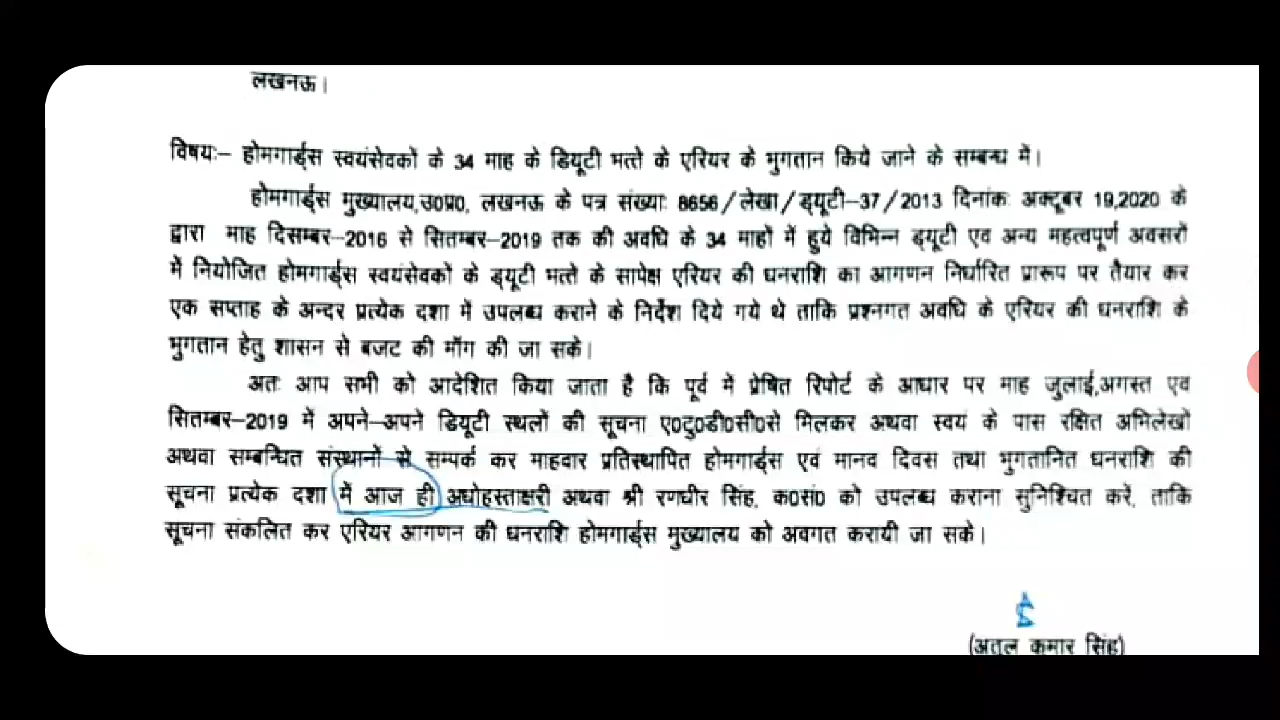 लखनऊ।
विषयः– होमगार्ड्स स्वयंसेवकों के 34 माह के डियूटी भत्ते के एरियर के भुगतान किये जाने के सम्बन्ध में।
होमगार्ड्स मुख्यालय,उ0प्र0, लखनऊ के पत्र संख्याः 8656/लेखा/ड्यूटी–37/2013 दिनांकः अक्टूबर 19,2020 के
द्वारा माह दिसम्बर–2016 से सितम्बर–2019 तक की अवधि के 34 माहों में हुये विभिन्न ड्यूटी एवं अन्य महत्वपूर्ण अवसरों
में नियोजित होमगार्ड्स स्वयंसेवकों के ड्यूटी भत्ते के सापेक्ष एरियर की धनराशि का आगणन निर्धारित प्रारूप पर तैयार कर
एक सप्ताह के अन्दर प्रत्येक दशा में उपलब्ध कराने के निर्देश दिये गये थे ताकि प्रश्नगत अवधि के एरियर की धनराशि के
भुगतान हेतु शासन से बजट की मॉग की जा सके।
अतः आप सभी को आदेशित किया जाता है कि पूर्व में प्रेषित रिपोर्ट के आधार पर माह जुलाई,अगस्त एवं
सितम्बर–2019 में अपने–अपने डियूटी स्थलों की सूचना ए0टु0डी0सी0से मिलकर अथवा स्वयं के पास रक्षित अभिलेखों
अथवा सम्बन्धित संस्थानों से सम्पर्क कर माहवार प्रतिस्थापित होमगार्ड्स एवं मानव दिवस तथा भुगतानित धनराशि की
सूचना प्रत्येक दशा में आज ही अधोहस्ताक्षरी अथवा श्री रणधीर सिंह, क0सं0 को उपलब्ध कराना सुनिश्चित करें, ताकि
सूचना संकलित कर एरियर आगणन की धनराशि होमगार्ड्स मुख्यालय को अवगत करायी जा सके।
(अतुल कुमार सिंह)